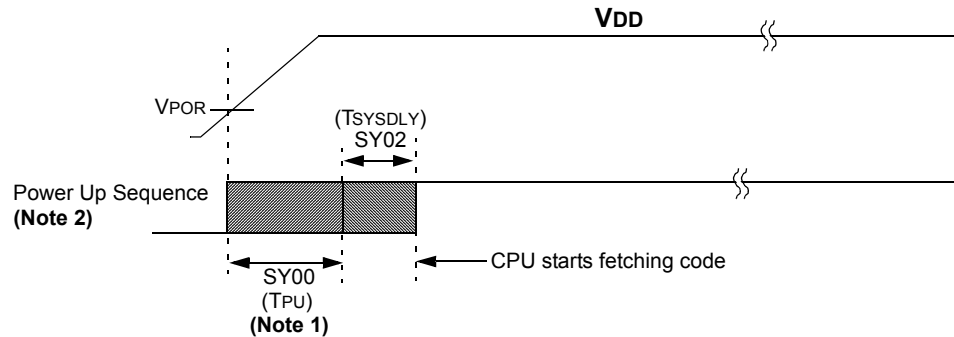 VDD
VPOR
(TSYSDLY)
SY02
Power Up Sequence
(Note 2)
CPU starts fetching code
SY00
(TPU)
(Note 1)